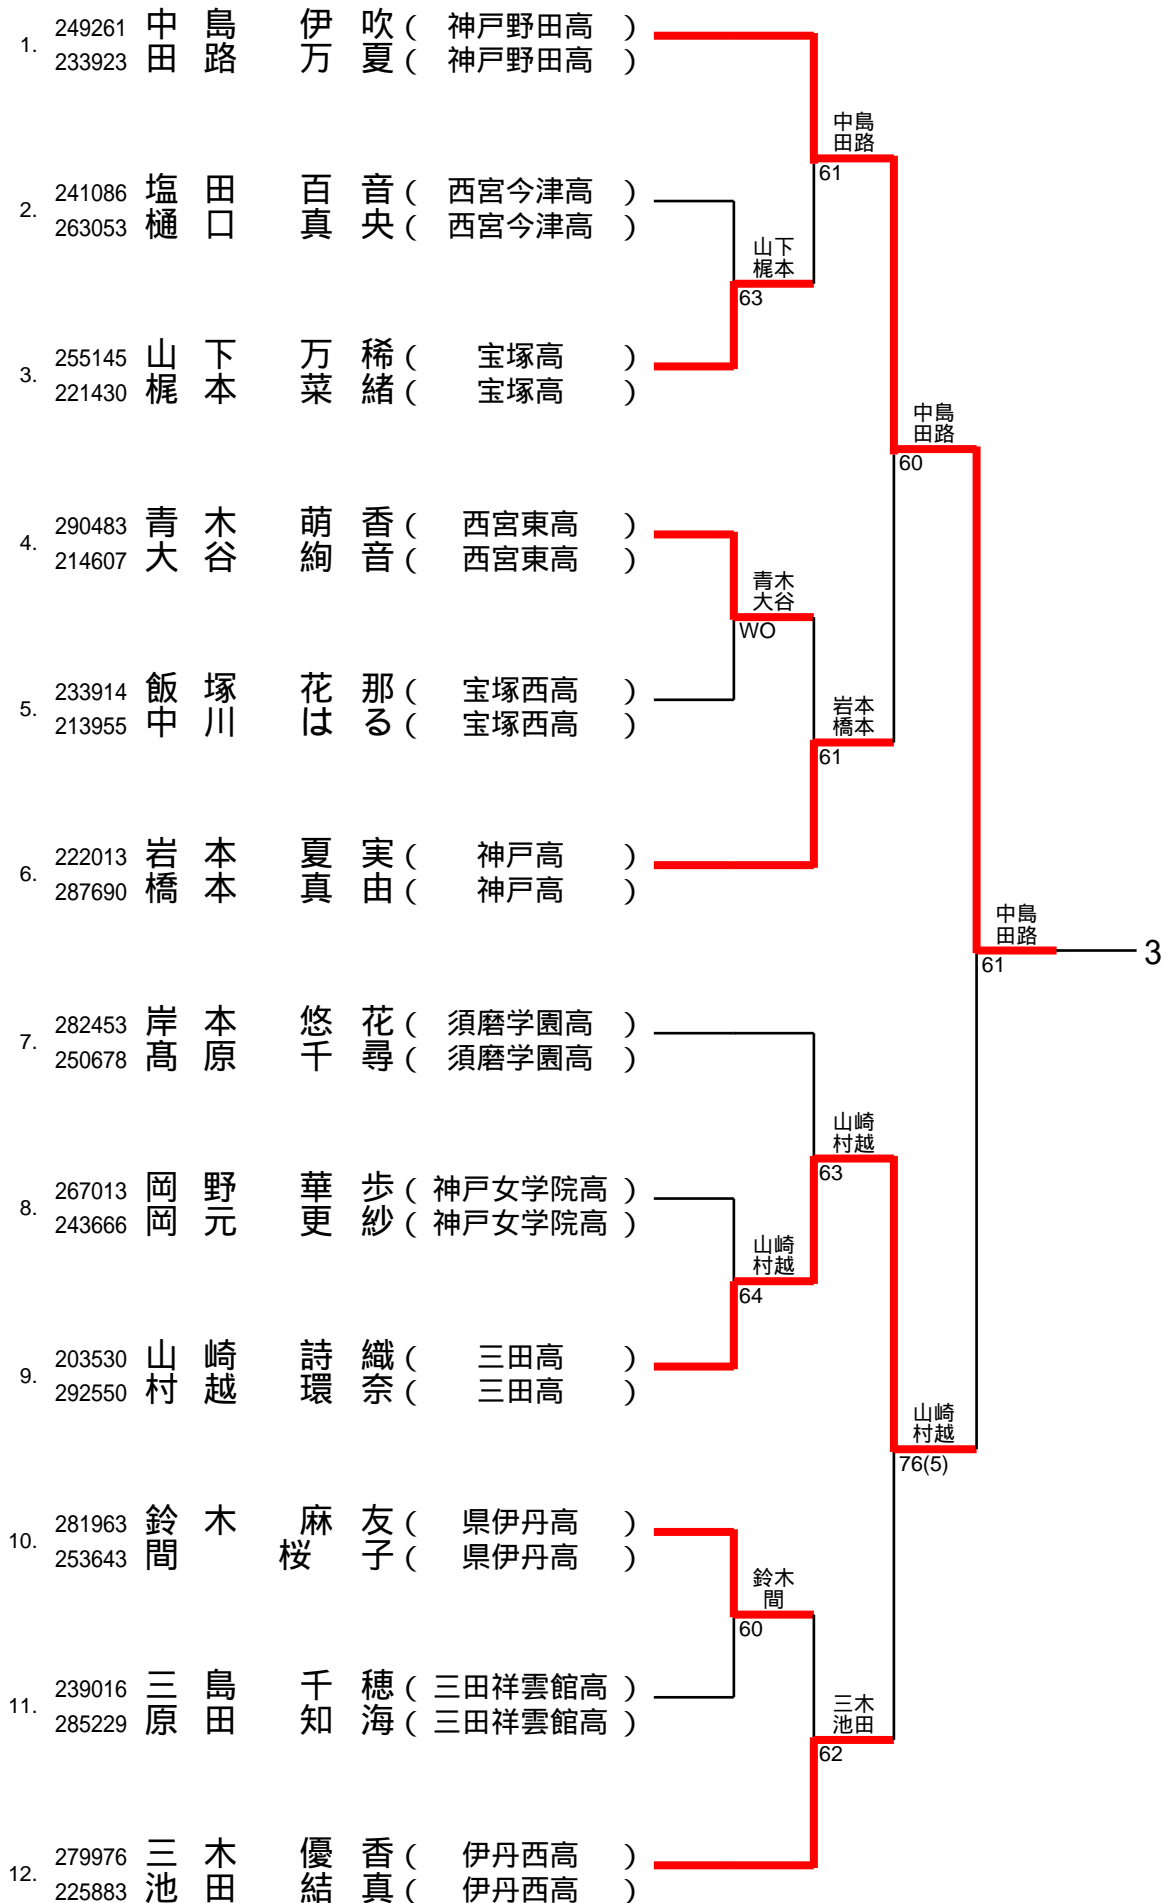 1. 249261 中島 伊吹 ( 神戸野田高 )
233923 田路 万夏 ( 神戸野田高 )
中島
田路
61
2. 241086 塩田 百音 ( 西宮今津高 )
263053 樋口 真央 ( 西宮今津高 )
山下
梶本
63
3. 255145 山下 万稀 ( 宝塚高 )
221430 梶本 菜緒 ( 宝塚高 )
中島
田路
60
4. 290483 青木 萌香 ( 西宮東高 )
214607 大谷 絢音 ( 西宮東高 )
青木
大谷
WO
5. 233914 飯塚 花那 ( 宝塚西高 )
213955 中川 はる ( 宝塚西高 )
岩本
橋本
61
6. 222013 岩本 夏実 ( 神戸高 )
287690 橋本 真由 ( 神戸高 )
中島
田路
61
3
7. 282453 岸本 悠花 ( 須磨学園高 )
250678 髙原 千尋 ( 須磨学園高 )
山崎
村越
63
8. 267013 岡野 華歩 ( 神戸女学院高 )
243666 岡元 更紗 ( 神戸女学院高 )
山崎
村越
64
9. 203530 山崎 詩織 ( 三田高 )
292550 村越 環奈 ( 三田高 )
山崎
村越
76(5)
10. 281963 鈴木 麻友 ( 県伊丹高 )
253643 間 桜子 ( 県伊丹高 )
鈴木
間
60
11. 239016 三島 千穂 ( 三田祥雲館高 )
285229 原田 知海 ( 三田祥雲館高 )
三木
池田
62
12. 279976 三木 優香 ( 伊丹西高 )
225883 池田 結真 ( 伊丹西高 )